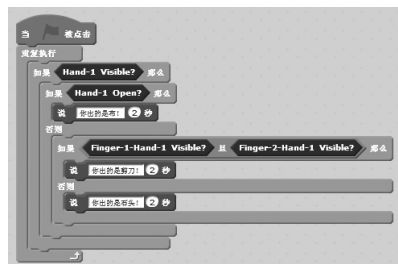 当 被点击
重复执行
如果 Hand-1 Visible? 那么
如果 Hand-1 Open? 那么
说 你出的是布! 2 秒
否则
如果 Finger-1-Hand-1 Visible? 且 Finger-2-Hand-1 Visible? 那么
说 你出的是剪刀! 2 秒
否则
说 你出的是石头! 2 秒